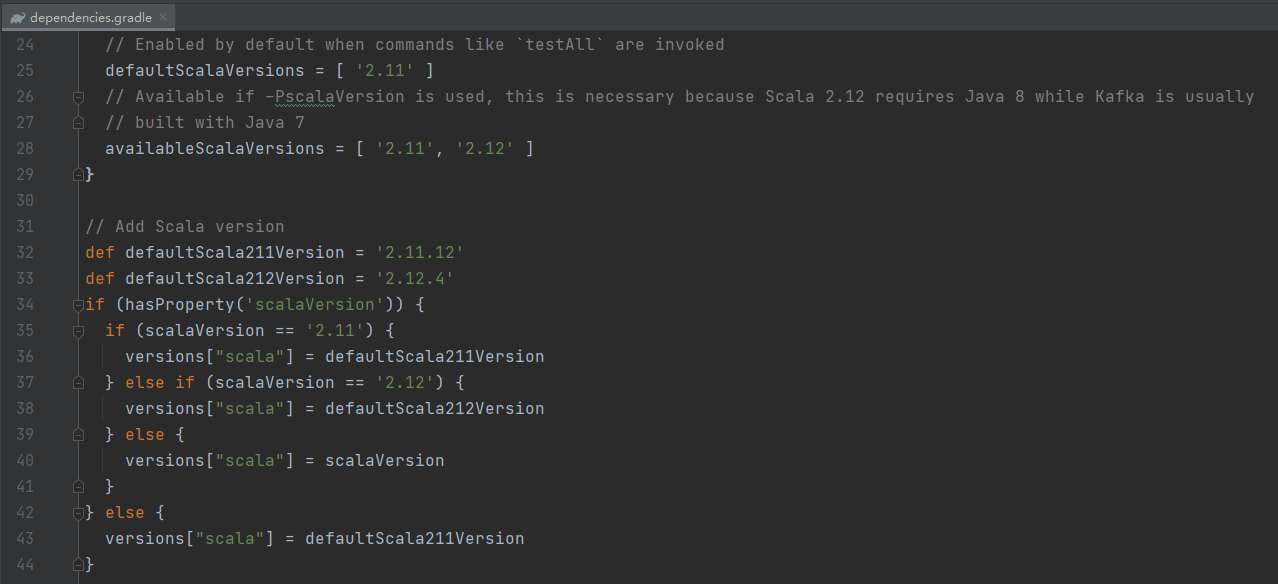 dependencies.gradle
24 // Enabled by default when commands like `testAll` are invoked
25 defaultScalaVersions = [ '2.11' ]
26 // Available if -PscalaVersion is used, this is necessary because Scala 2.12 requires Java 8 while Kafka is usually
27 // built with Java 7
28 availableScalaVersions = [ '2.11', '2.12' ]
29 }
30
31 // Add Scala version
32 def defaultScala211Version = '2.11.12'
33 def defaultScala212Version = '2.12.4'
34 if (hasProperty('scalaVersion')) {
35 if (scalaVersion == '2.11') {
36 versions["scala"] = defaultScala211Version
37 } else if (scalaVersion == '2.12') {
38 versions["scala"] = defaultScala212Version
39 } else {
40 versions["scala"] = scalaVersion
41 }
42 } else {
43 versions["scala"] = defaultScala211Version
44 }